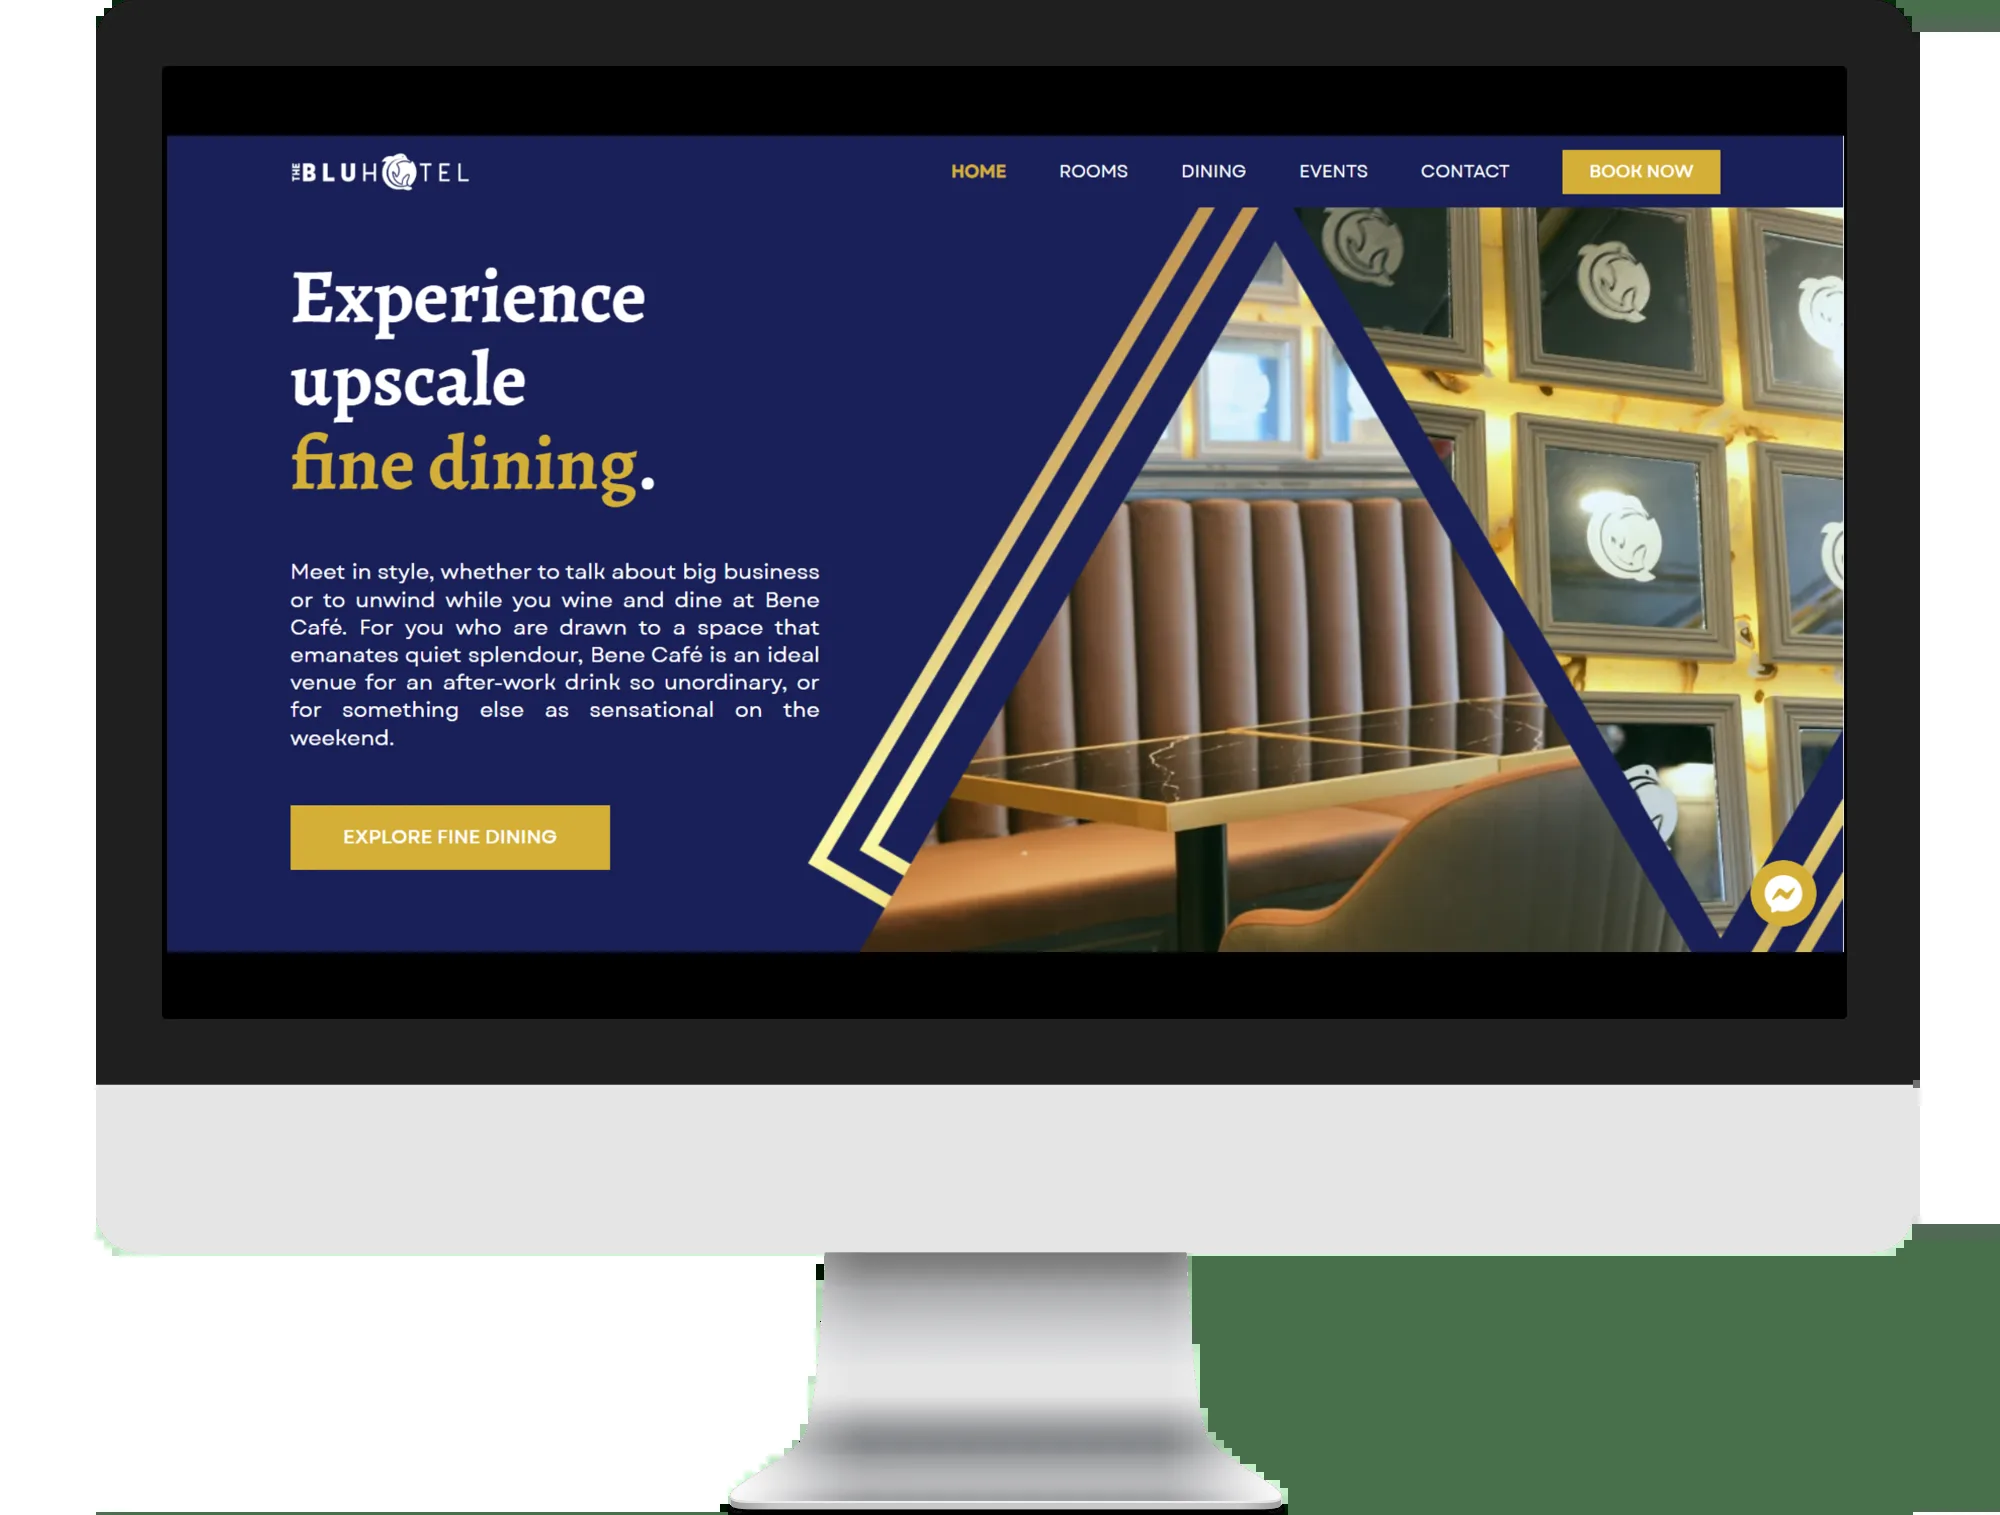 THE BLU HOTEL
HOME ROOMS DINING EVENTS CONTACT BOOK NOW
Experience
upscale
fine dining.
Meet in style, whether to talk about big business
or to unwind while you wine and dine at Bene
Café. For you who are drawn to a space that
emanates quiet splendour, Bene Café is an ideal
venue for an after-work drink so unordinary, or
for something else as sensational on the
weekend.
EXPLORE FINE DINING